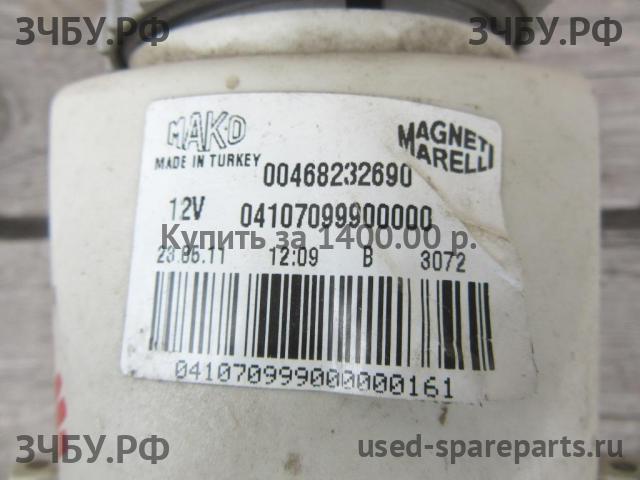 ЗЧБУ.РФ
ЗЧБУ.РФ
MAKO
MADE IN TURKEY
MAGNETI
MARELLI
00468232690
12V 04107099900000
Купить за 1400.00 р.
23.06.11 12:09 B 3072
041070999000000161
ЗЧБУ.РФ
used-spareparts.ru